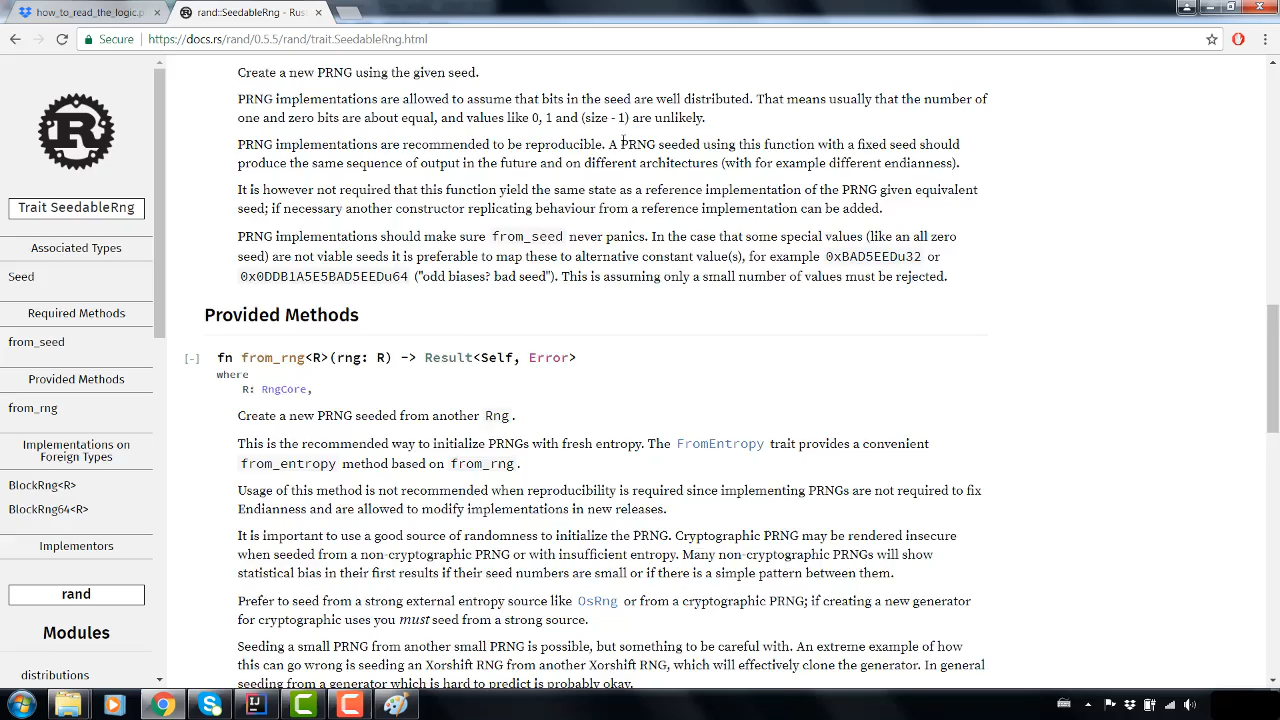 how_to_read_the_logic.p
rand::SeedableRng - Rus
Secure
https://docs.rs/rand/0.5.5/rand/trait.SeedableRng.html
Trait SeedableRng
Associated Types
Seed
Required Methods
from_seed
Provided Methods
from_rng
Implementations on
Foreign Types
BlockRng<R>
BlockRng64<R>
Implementors
rand
Modules
distributions
Create a new PRNG using the given seed.
PRNG implementations are allowed to assume that bits in the seed are well distributed. That means usually that the number of
one and zero bits are about equal, and values like 0, 1 and (size - 1) are unlikely.
PRNG implementations are recommended to be reproducible. A PRNG seeded using this function with a fixed seed should
produce the same sequence of output in the future and on different architectures (with for example different endianness).
It is however not required that this function yield the same state as a reference implementation of the PRNG given equivalent
seed; if necessary another constructor replicating behaviour from a reference implementation can be added.
PRNG implementations should make sure from_seed never panics. In the case that some special values (like an all zero
seed) are not viable seeds it is preferable to map these to alternative constant value(s), for example 0xBAD5EEDu32 or
0x0DDB1A5E5BAD5EEDu64 ("odd biases? bad seed"). This is assuming only a small number of values must be rejected.
Provided Methods
[-] fn from_rng<R>(rng: R) -> Result<Self, Error>
where
R: RngCore,
Create a new PRNG seeded from another Rng.
This is the recommended way to initialize PRNGs with fresh entropy. The FromEntropy trait provides a convenient
from_entropy method based on from_rng.
Usage of this method is not recommended when reproducibility is required since implementing PRNGs are not required to fix
Endianness and are allowed to modify implementations in new releases.
It is important to use a good source of randomness to initialize the PRNG. Cryptographic PRNG may be rendered insecure
when seeded from a non-cryptographic PRNG or with insufficient entropy. Many non-cryptographic PRNGs will show
statistical bias in their first results if their seed numbers are small or if there is a simple pattern between them.
Prefer to seed from a strong external entropy source like OsRng or from a cryptographic PRNG; if creating a new generator
for cryptographic uses you must seed from a strong source.
Seeding a small PRNG from another small PRNG is possible, but something to be careful with. An extreme example of how
this can go wrong is seeding an Xorshift RNG from another Xorshift RNG, which will effectively clone the generator. In general
seeding from a generator which is hard to predict is probably okay.